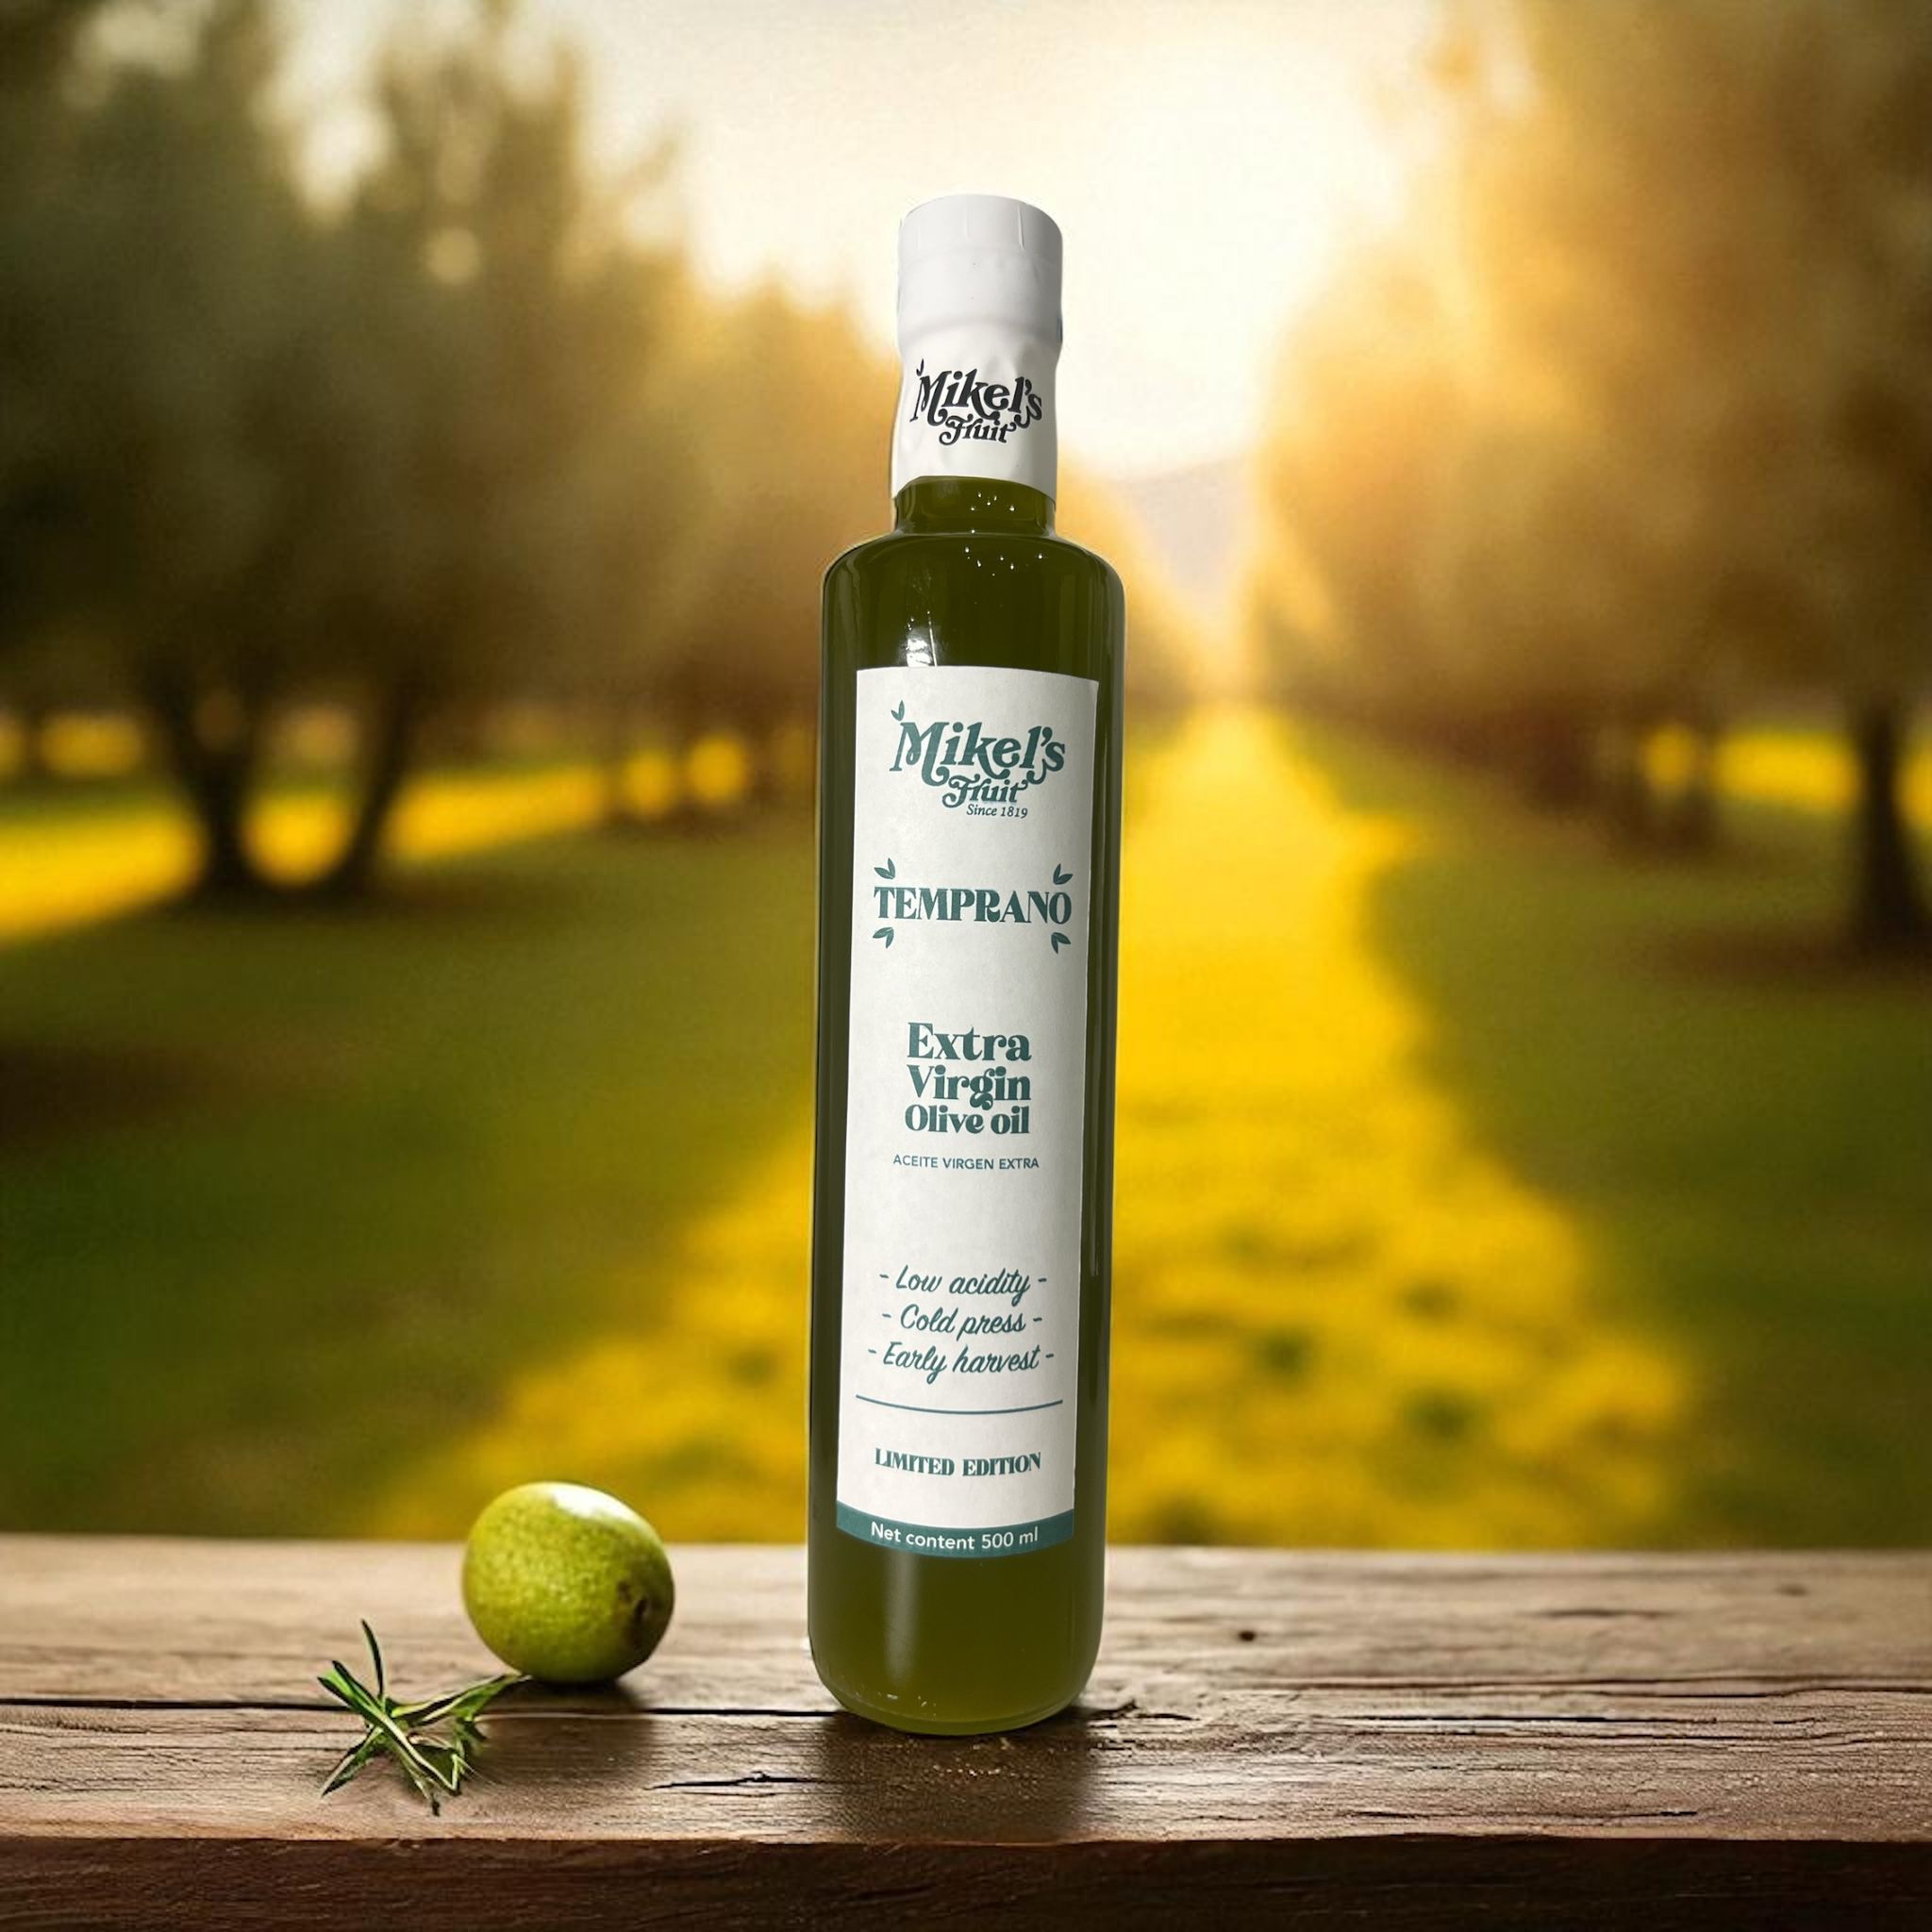 Mikel's
Fruit
Mikel's
Fruit
Since 1819
TEMPRANO
Extra
Virgin
Olive oil
ACEITE VIRGEN EXTRA
- Low acidity -
- Cold press -
- Early harvest -
LIMITED EDITION
Net content 500 ml